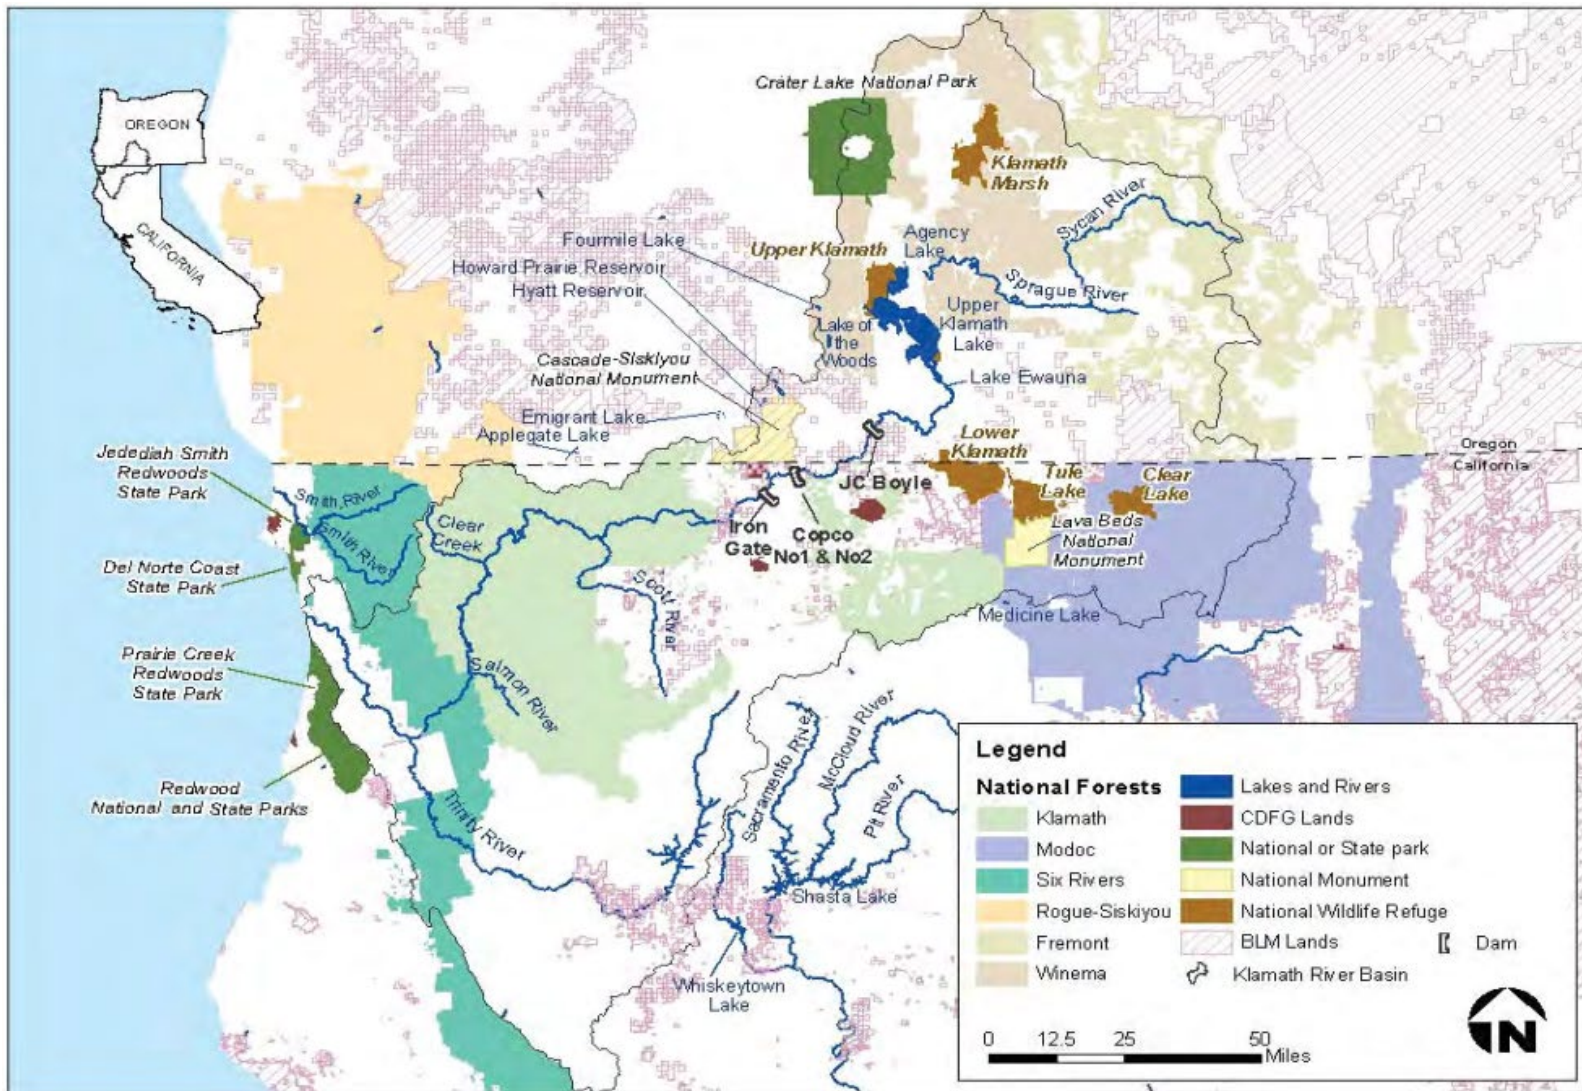 Crater Lake National Park
OREGON
CALIFORNIA
Klamath
Marsh
Sycan River
Fourmile Lake
Upper Klamath
Agency
Lake
Howard Prairie Reservoir
Hyatt Reservoir
Sprague River
Lake of
the
Woods
Upper
Klamath
Lake
Cascade-Siskiyou
National Monument
Lake Ewauna
Emigrant Lake
Applegate Lake
Lower
Klamath
Oregon
California
Jedediah Smith
Redwoods
State Park
Smith River
Smith River
Clear
Creek
JC Boyle
Tule
Lake
Clear
Lake
Iron
Gate
Copco
No1 & No2
Lava Beds
National
Monument
Del Norte Coast
State Park
Scott River
Medicine Lake
Prairie Creek
Redwoods
State Park
Salmon River
Redwood
National and State Parks
Trinity River
Sacramento River
McCloud River
Pit River
Shasta Lake
Whiskeytown
Lake
Legend
National Forests
Klamath
Modoc
Six Rivers
Rogue-Siskiyou
Fremont
Winema
Lakes and Rivers
CDFG Lands
National or State park
National Monument
National Wildlife Refuge
BLM Lands
Dam
Klamath River Basin
0 12.5 25 50
Miles
N